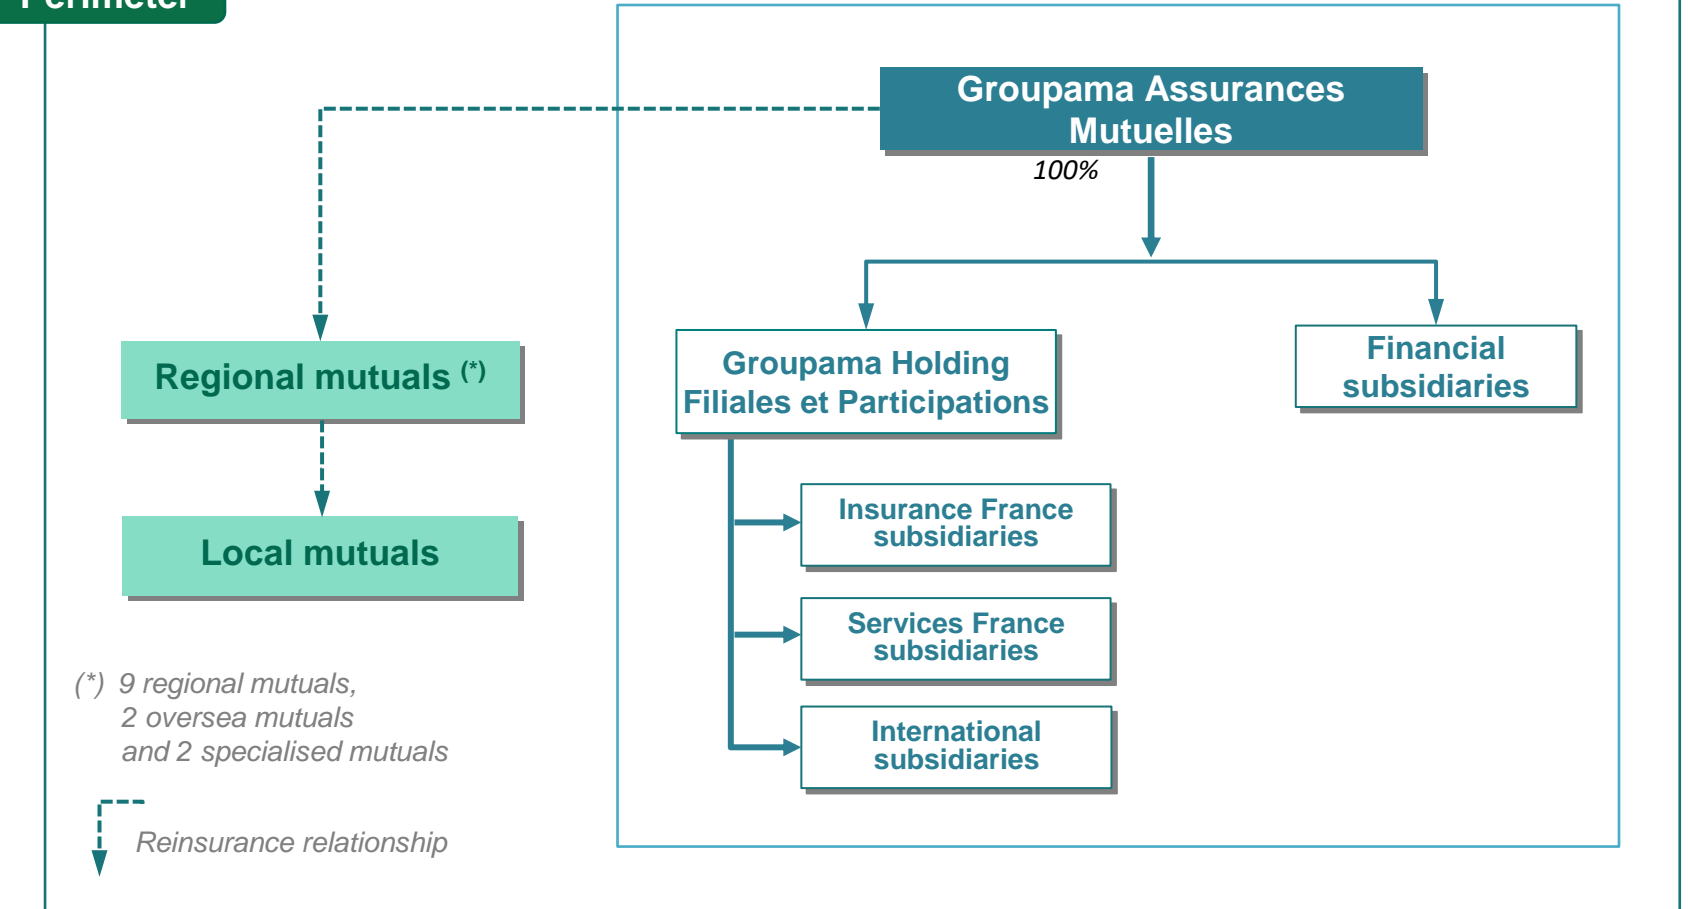 Perimeter
Groupama Assurances
Mutuelles
100%
Regional mutuals (*)
Groupama Holding
Filiales et Participations
Financial
subsidiaries
Local mutuals
Insurance France
subsidiaries
Services France
subsidiaries
International
subsidiaries
(*) 9 regional mutuals,
2 oversea mutuals
and 2 specialised mutuals
Reinsurance relationship